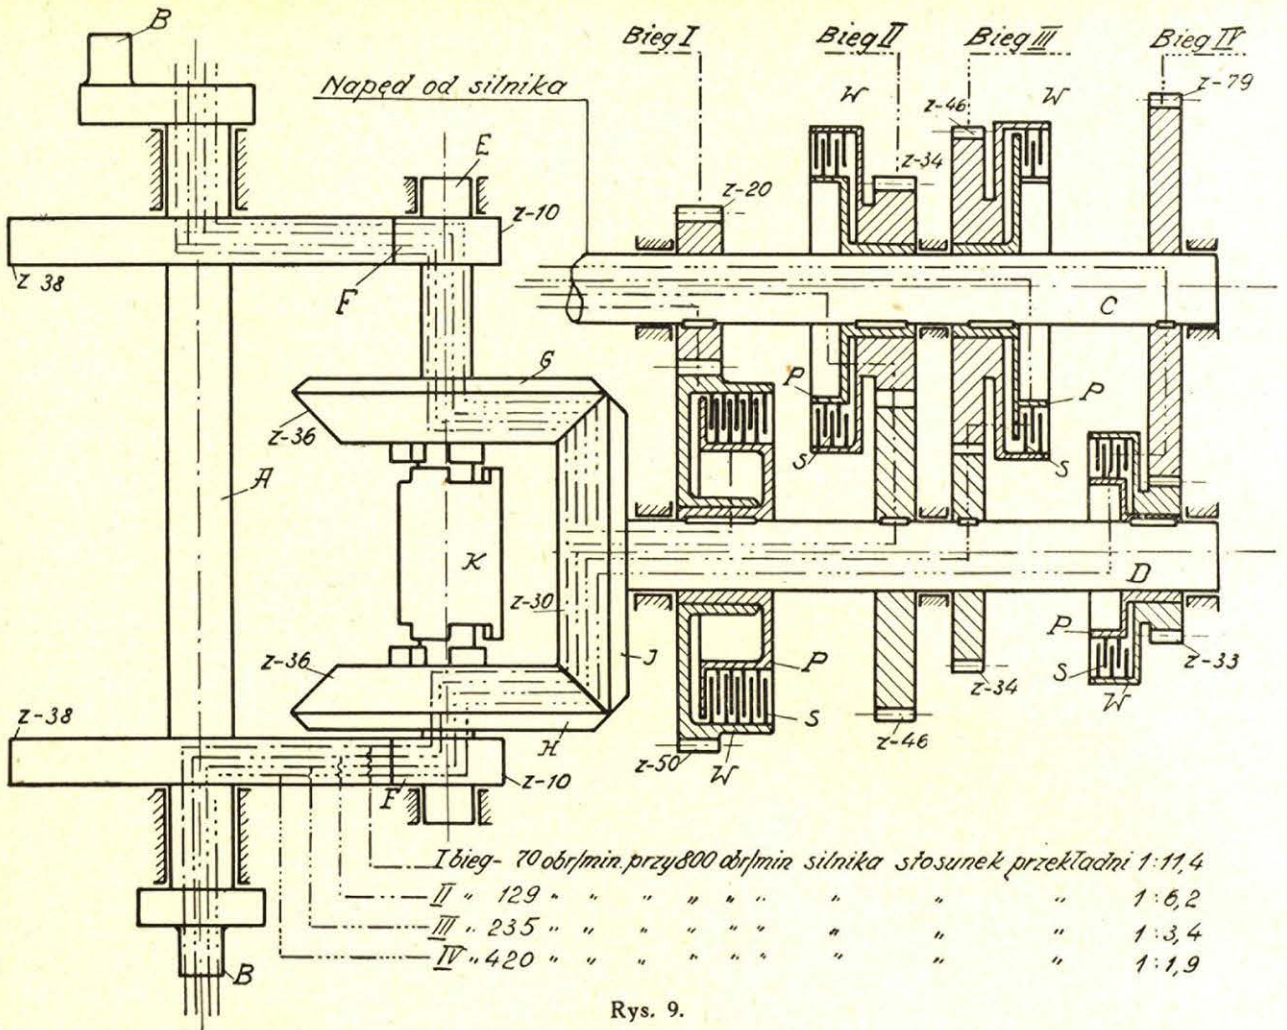 B
Bieg I
Bieg II
Bieg III
Bieg IV
Napęd od silnika
W
z-46
W
z-79
E
z-34
z-20
z-10
z 38
F
C
G
P
P
z-36
S
S
A
K
D
z-30
z-36
J
P
P
z-33
z-34
S
S
W
z-38
H
z-46
z-50
W
F
z-10
I bieg - 70 obr/min. przy 800 obr/min silnika stosunek przekładni 1:11,4
II " 129 " " " " " " " " " 1:6,2
III " 235 " " " " " " " " " 1:3,4
IV " 420 " " " " " " " " " 1:1,9
B
Rys. 9.